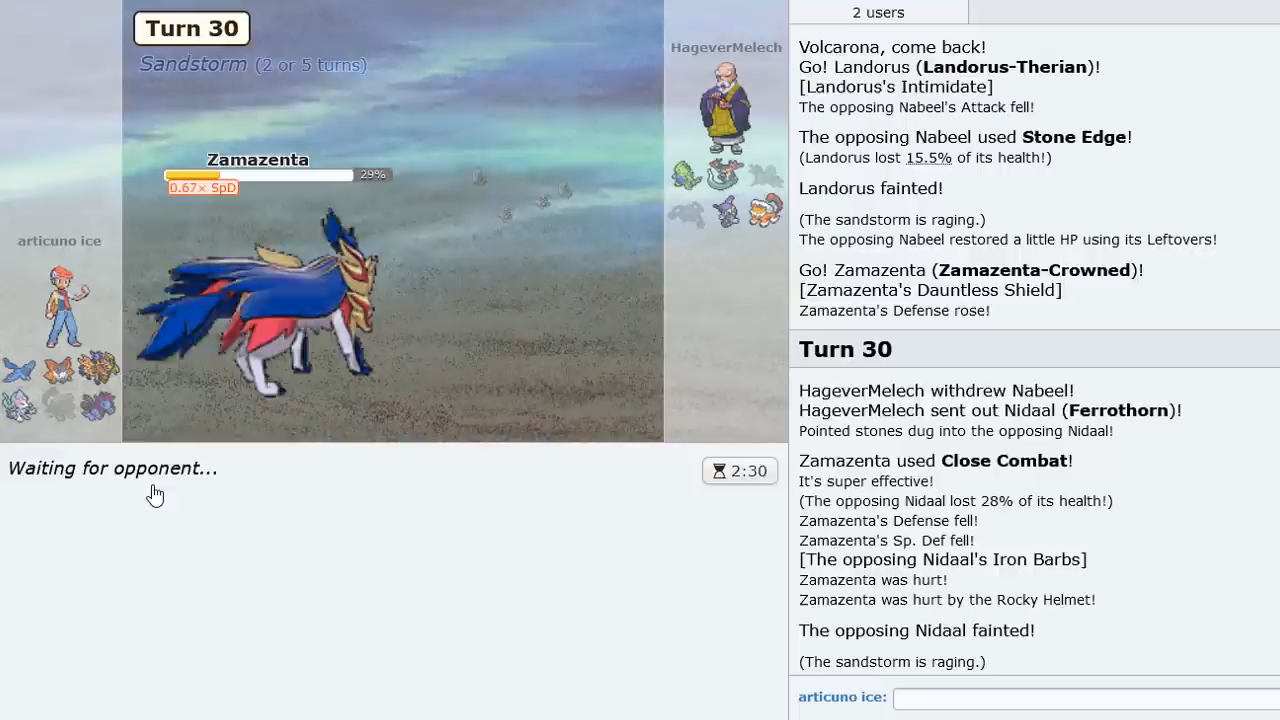 Turn 30
Sandstorm (2 or 5 turns)
Zamazenta
29%
0.67× SpD
articuno ice
HageverMelech
Waiting for opponent...
2:30
2 users
Volcarona, come back!
Go! Landorus (Landorus-Therian)!
[Landorus's Intimidate]
The opposing Nabeel's Attack fell!
The opposing Nabeel used Stone Edge!
(Landorus lost 15.5% of its health!)
Landorus fainted!
(The sandstorm is raging.)
The opposing Nabeel restored a little HP using its Leftovers!
Go! Zamazenta (Zamazenta-Crowned)!
[Zamazenta's Dauntless Shield]
Zamazenta's Defense rose!
Turn 30
HageverMelech withdrew Nabeel!
HageverMelech sent out Nidaal (Ferrothorn)!
Pointed stones dug into the opposing Nidaal!
Zamazenta used Close Combat!
It's super effective!
(The opposing Nidaal lost 28% of its health!)
Zamazenta's Defense fell!
Zamazenta's Sp. Def fell!
[The opposing Nidaal's Iron Barbs]
Zamazenta was hurt!
Zamazenta was hurt by the Rocky Helmet!
The opposing Nidaal fainted!
(The sandstorm is raging.)
articuno ice: